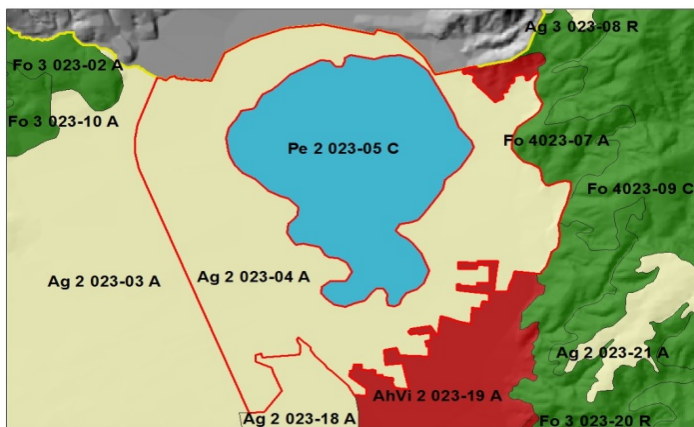 Ag 3 023-08 R
Fo 3 023-02 A
Fo 3 023-10 A
Pe 2 023-05 C
Fo 4023-07 A
Fo 4023-09 C
Ag 2 023-03 A
Ag 2 023-04 A
Ag 2 023-21 A
AhVi 2 023-19 A
Ag 2 023-18 A
Fo 3 023-20 R